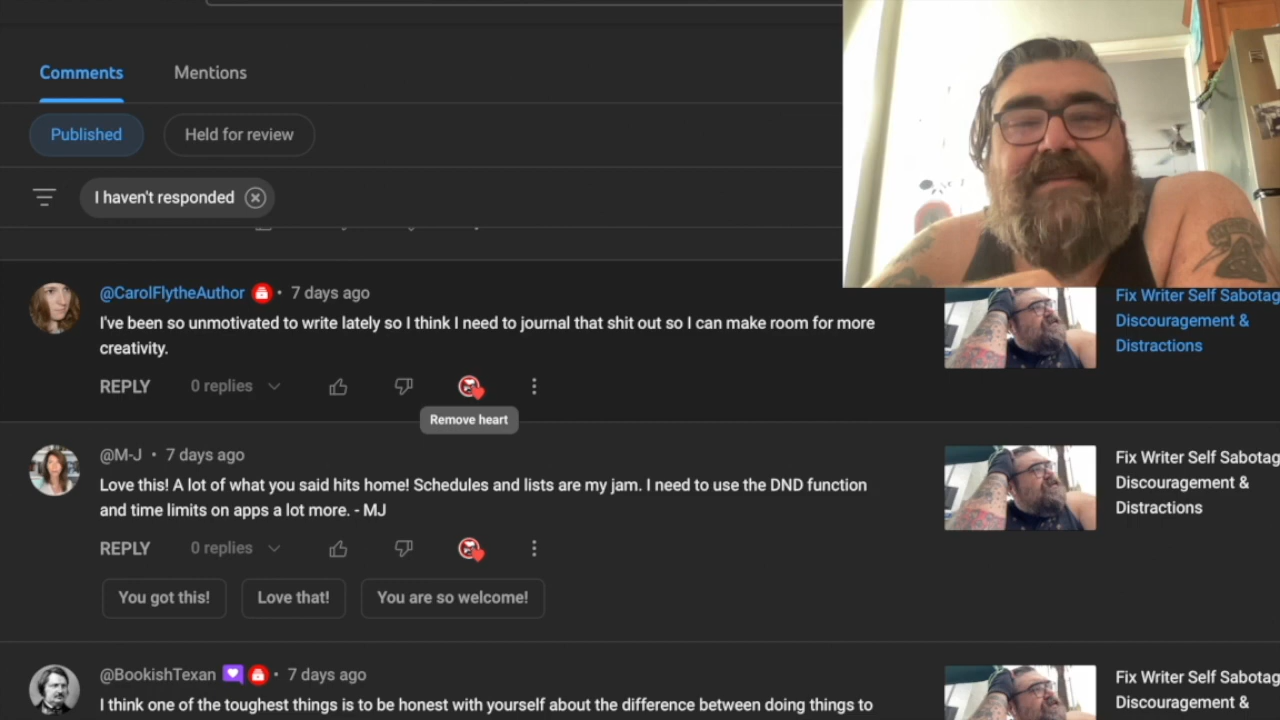 Comments
Mentions
Published
Held for review
I haven't responded
@CarolFlytheAuthor • 7 days ago
I've been so unmotivated to write lately so I think I need to journal that shit out so I can make room for more
creativity.
REPLY 0 replies
Remove heart
Fix Writer Self Sabotag
Discouragement &
Distractions
@M-J • 7 days ago
Love this! A lot of what you said hits home! Schedules and lists are my jam. I need to use the DND function
and time limits on apps a lot more. - MJ
REPLY 0 replies
You got this!
Love that!
You are so welcome!
Fix Writer Self Sabotag
Discouragement &
Distractions
@BookishTexan • 7 days ago
I think one of the toughest things is to be honest with yourself about the difference between doing things to
Fix Writer Self Sabotag
Discouragement &